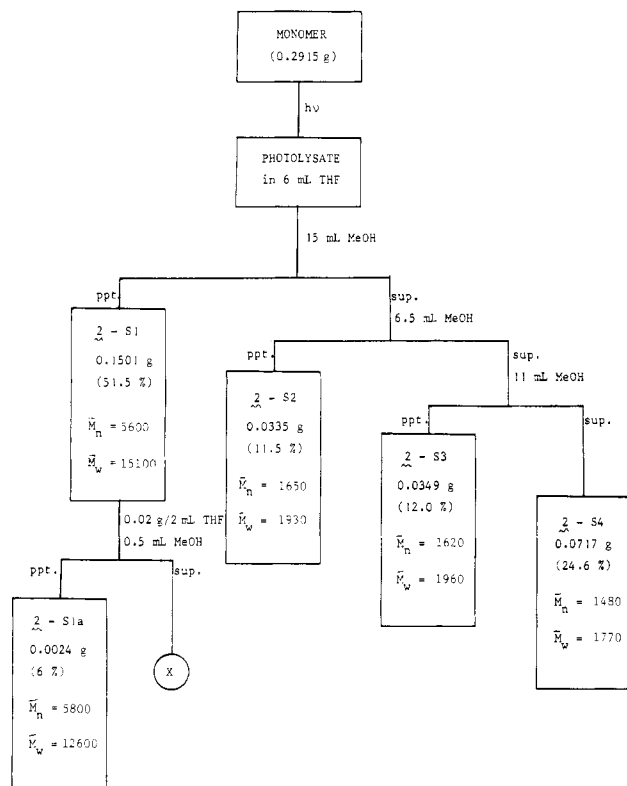 MONOMER
(0.2915 g)
hν
PHOTOLYSATE
in 6 mL THF
15 mL MeOH
ppt.
sup.
6.5 mL MeOH
2 - S1
0.1501 g
(51.5 %)
M̄n = 5600
M̄w = 15100
ppt.
sup.
11 mL MeOH
2 - S2
0.0335 g
(11.5 %)
M̄n = 1650
M̄w = 1930
ppt.
sup.
2 - S3
0.0349 g
(12.0 %)
M̄n = 1620
M̄w = 1960
2 - S4
0.0717 g
(24.6 %)
M̄n = 1480
M̄w = 1770
0.02 g/2 mL THF
0.5 mL MeOH
ppt.
sup.
2 - S1a
0.0024 g
(6 %)
M̄n = 5800
M̄w = 12600
X